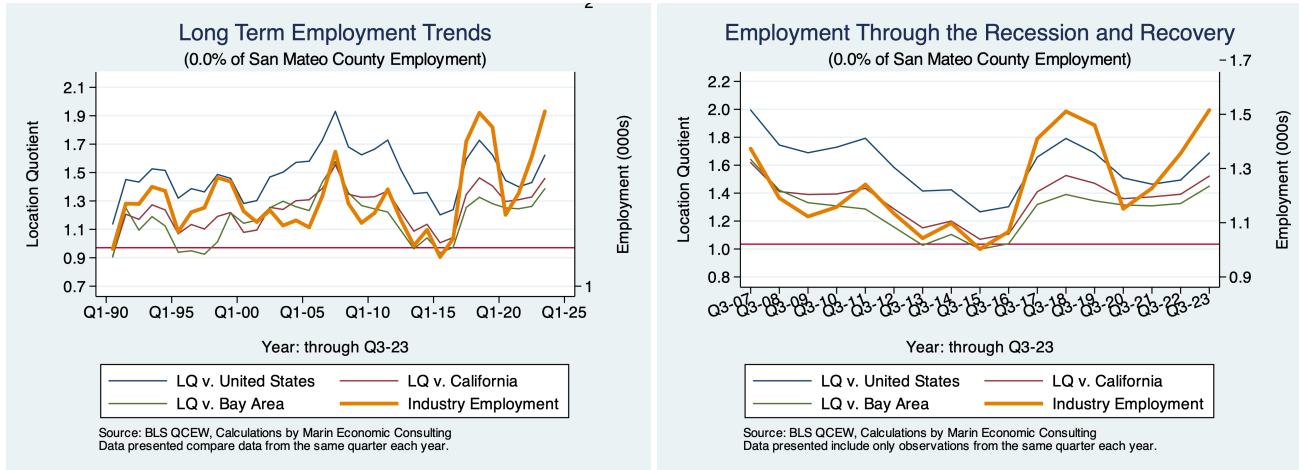 2
Long Term Employment Trends
(0.0% of San Mateo County Employment)
Location Quotient
2.1
1.9
1.7
1.5
1.3
1.1
0.9
0.7
Employment (000s)
1
Q1-90 Q1-95 Q1-00 Q1-05 Q1-10 Q1-15 Q1-20 Q1-25
Year: through Q3-23
LQ v. United States LQ v. California
LQ v. Bay Area Industry Employment
Source: BLS QCEW, Calculations by Marin Economic Consulting
Data presented compare data from the same quarter each year.
Employment Through the Recession and Recovery
(0.0% of San Mateo County Employment)
Location Quotient
2.2
2.0
1.8
1.6
1.4
1.2
1.0
0.8
1.7
1.5
1.3
1.1
0.9
Employment (000s)
Q3-07 Q3-08 Q3-09 Q3-10 Q3-11 Q3-12 Q3-13 Q3-14 Q3-15 Q3-16 Q3-17 Q3-18 Q3-19 Q3-20 Q3-21 Q3-22 Q3-23
Year: through Q3-23
LQ v. United States LQ v. California
LQ v. Bay Area Industry Employment
Source: BLS QCEW, Calculations by Marin Economic Consulting
Data presented include only observations from the same quarter each year.